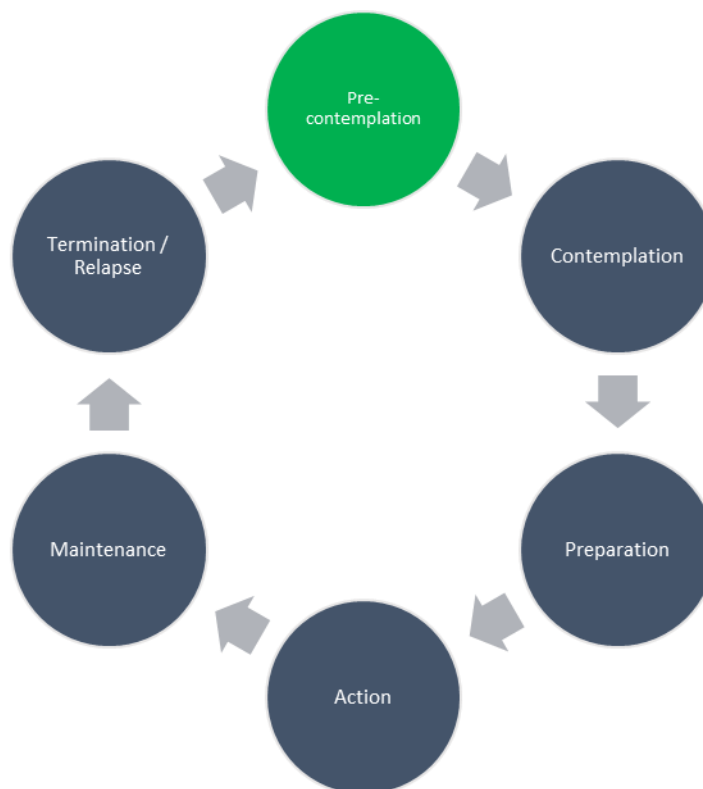 Pre-
contemplation
Contemplation
Preparation
Action
Maintenance
Termination /
Relapse